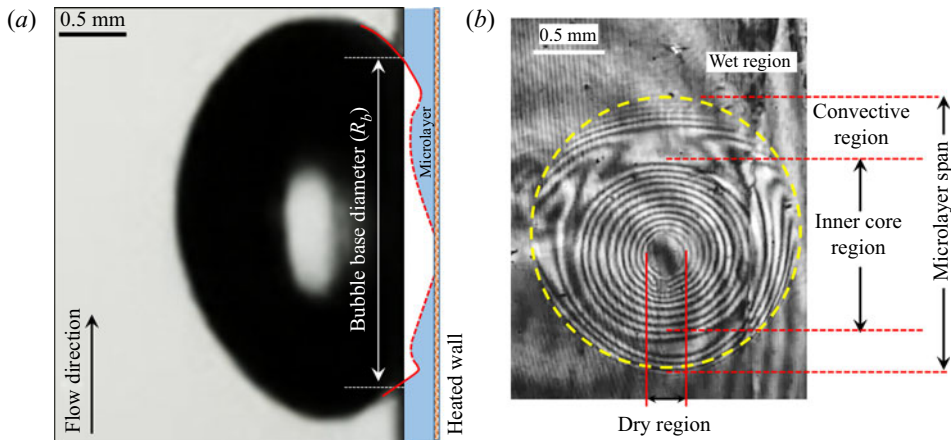 (a)
0.5 mm
Flow direction
Bubble base diameter (R_b)
Microlayer
Heated wall
(b)
0.5 mm
Wet region
Convective
region
Inner core
region
Microlayer span
Dry region